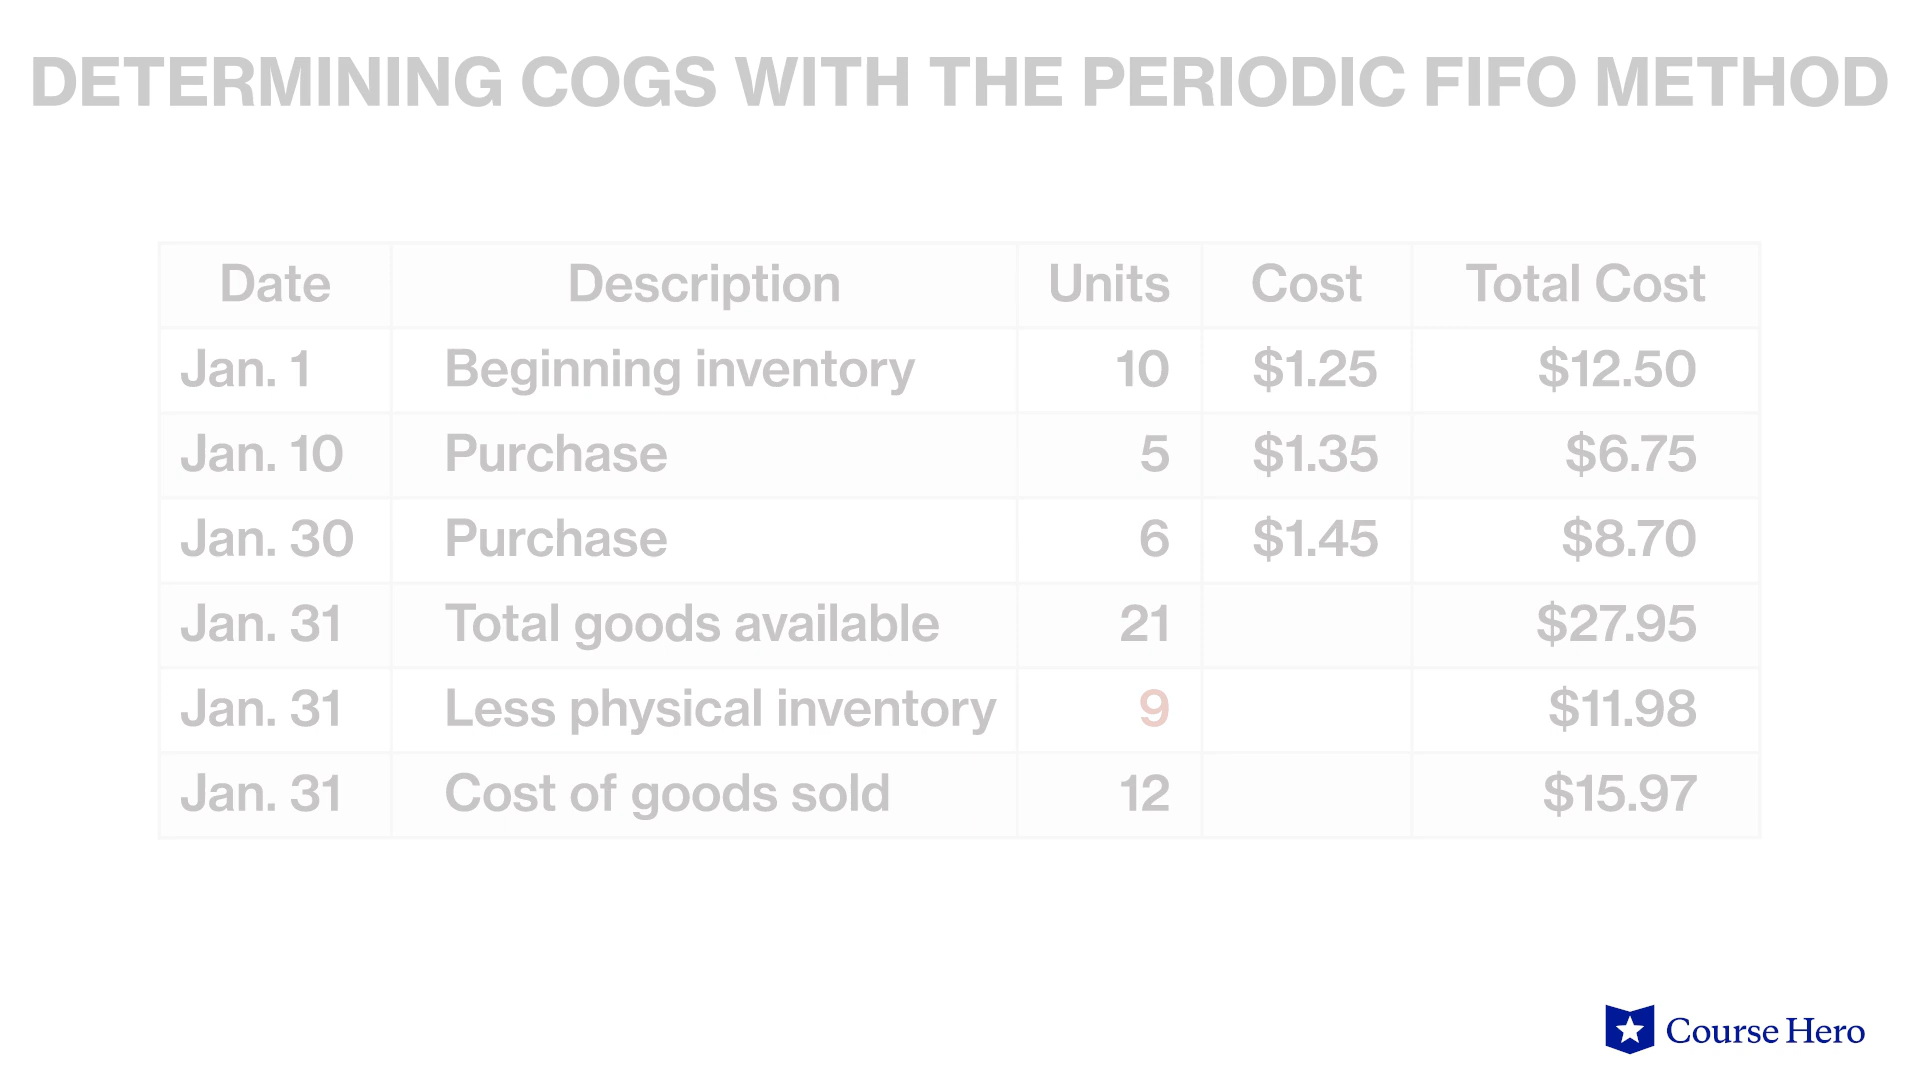 DETERMINING COGS WITH THE PERIODIC FIFO METHOD
Date Description Units Cost Total Cost
Jan. 1 Beginning inventory 10 $1.25 $12.50
Jan. 10 Purchase 5 $1.35 $6.75
Jan. 30 Purchase 6 $1.45 $8.70
Jan. 31 Total goods available 21 $27.95
Jan. 31 Less physical inventory 9 $11.98
Jan. 31 Cost of goods sold 12 $15.97
Course Hero